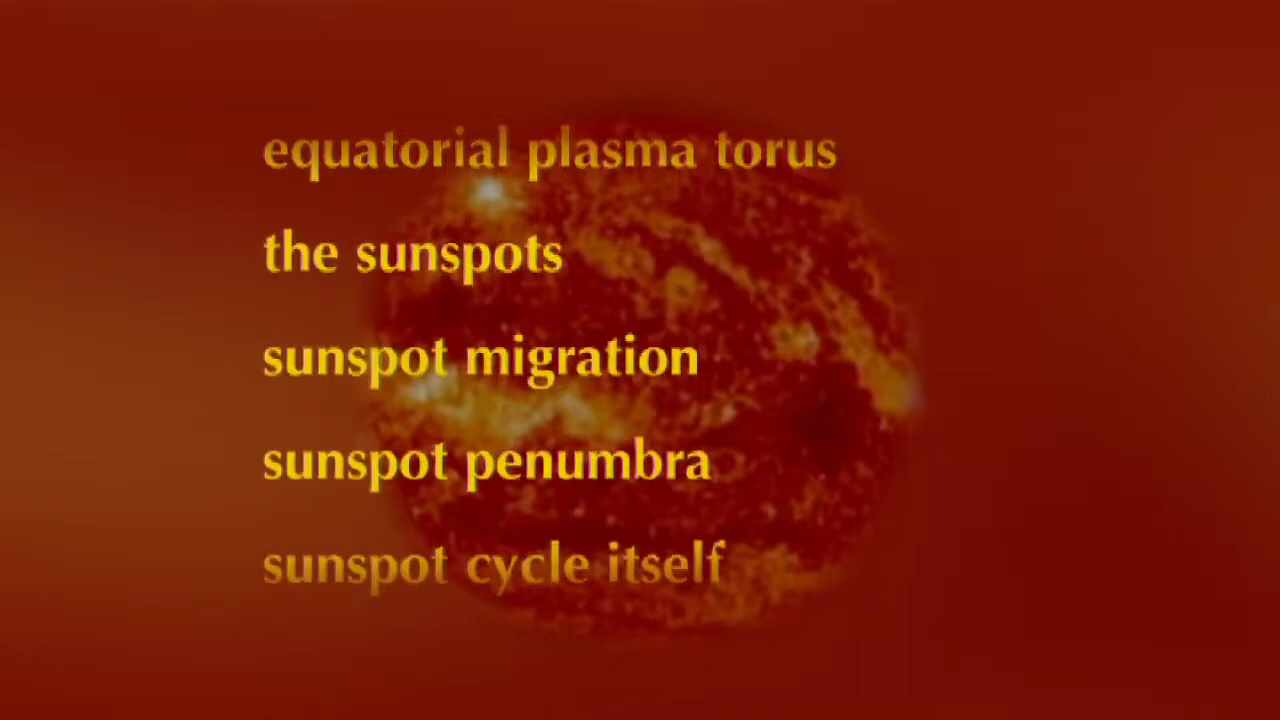 equatorial plasma torus
the sunspots
sunspot migration
sunspot penumbra
sunspot cycle itself